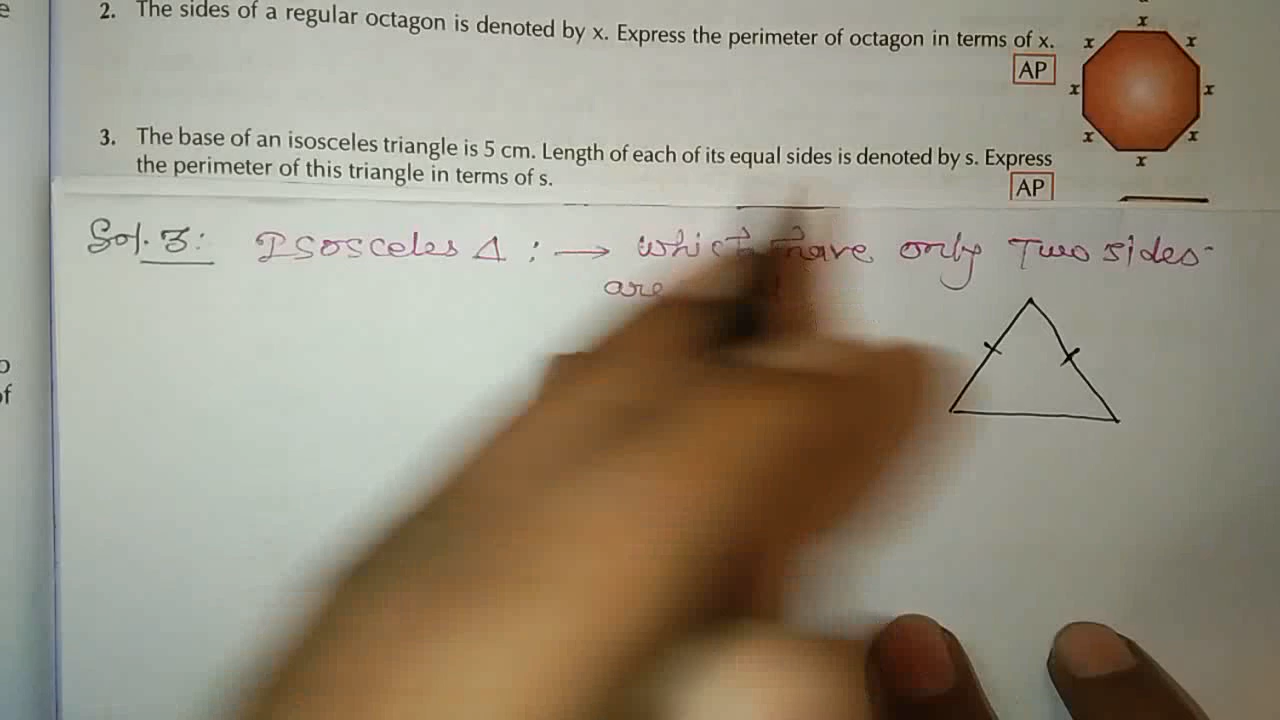 e
2. The sides of a regular octagon is denoted by x. Express the perimeter of octagon in terms of x.
AP
x
x
x
x
x
x
x
x
3. The base of an isosceles triangle is 5 cm. Length of each of its equal sides is denoted by s. Express
the perimeter of this triangle in terms of s.
AP
Sol. 3: Isosceles Δ : → which have only Two sides
are
of